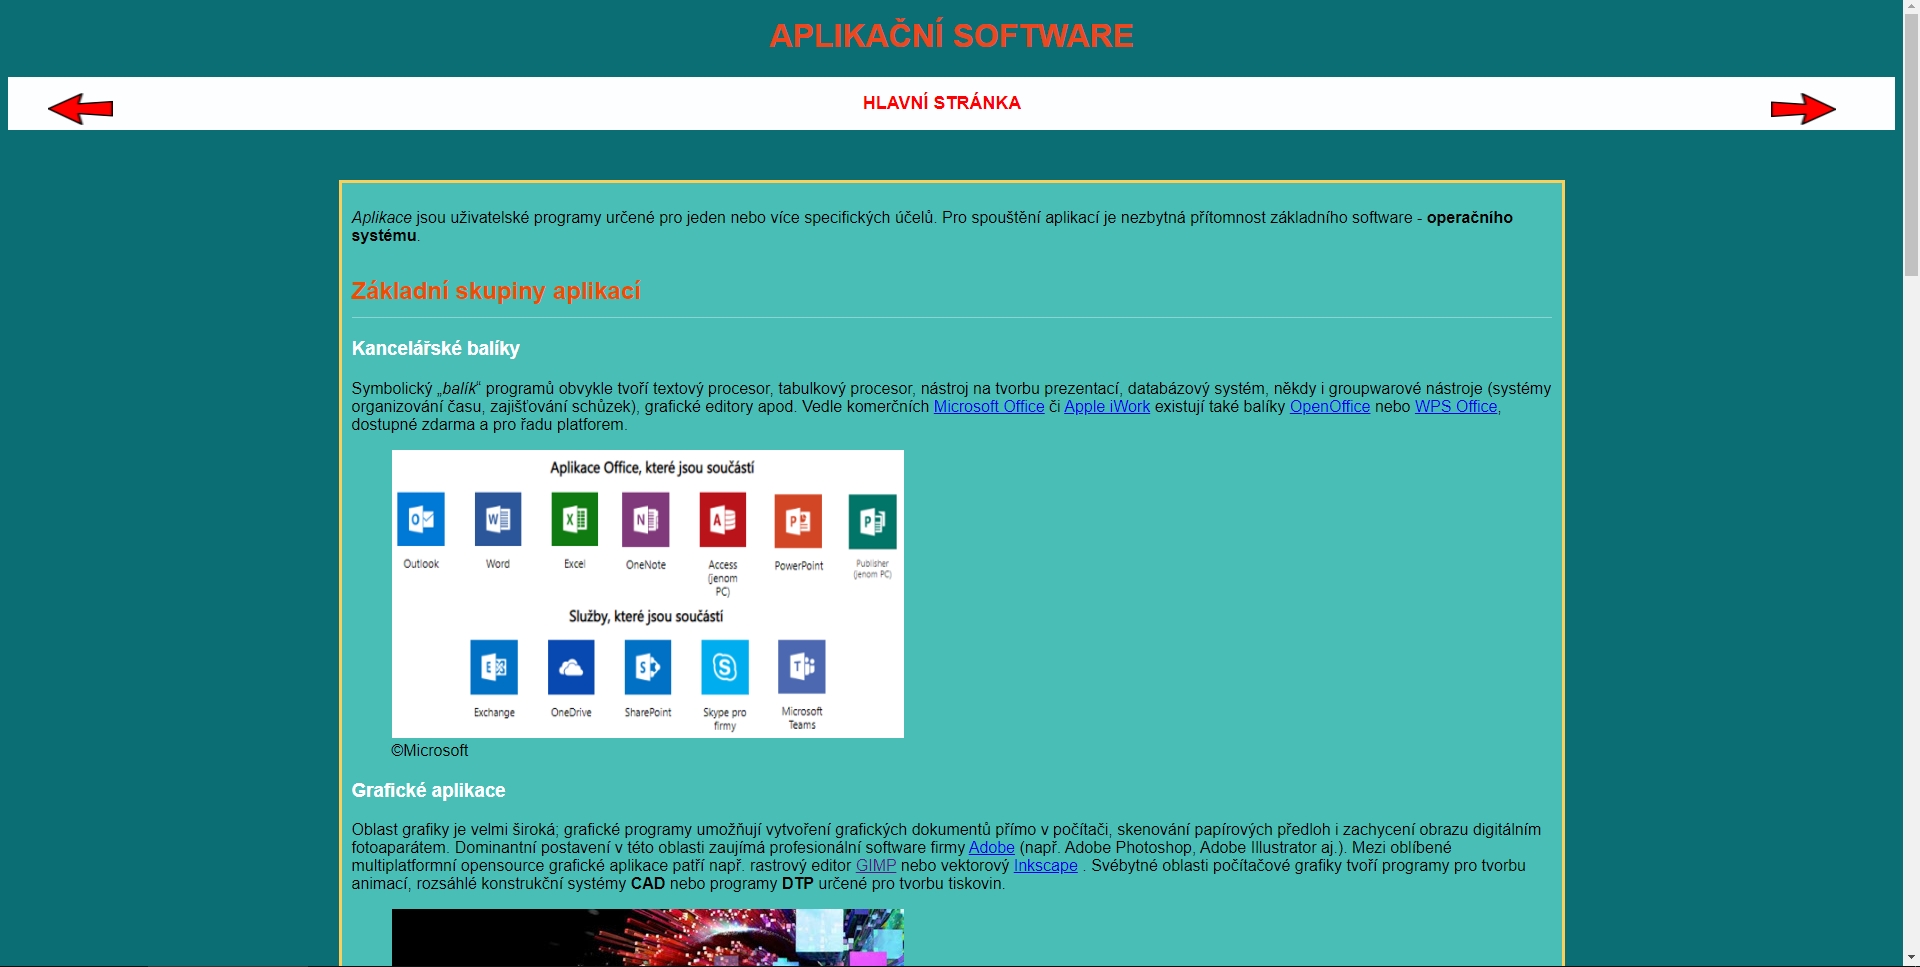 APLIKAČNÍ SOFTWARE
HLAVNÍ STRÁNKA
Aplikace jsou uživatelské programy určené pro jeden nebo více specifických účelů. Pro spouštění aplikací je nezbytná přítomnost základního software - operačního
systému.
Základní skupiny aplikací
Kancelářské balíky
Symbolický „balík“ programů obvykle tvoří textový procesor, tabulkový procesor, nástroj na tvorbu prezentací, databázový systém, někdy i groupwarové nástroje (systémy
organizování času, zajišťování schůzek), grafické editory apod. Vedle komerčních Microsoft Office či Apple iWork existují také balíky OpenOffice nebo WPS Office,
dostupné zdarma a pro řadu platforem.
Aplikace Office, které jsou součástí
Outlook Word Excel OneNote Access PowerPoint Publisher
(jenom (jenom PC)
PC)
Služby, které jsou součástí
Exchange OneDrive SharePoint Skype pro Microsoft
firmy Teams
©Microsoft
Grafické aplikace
Oblast grafiky je velmi široká; grafické programy umožňují vytvoření grafických dokumentů přímo v počítači, skenování papírových předloh i zachycení obrazu digitálním
fotoaparátem. Dominantní postavení v této oblasti zaujímá profesionální software firmy Adobe (např. Adobe Photoshop, Adobe Illustrator aj.). Mezi oblíbené
multiplatformní opensource grafické aplikace patří např. rastrový editor GIMP nebo vektorový Inkscape . Svébytné oblasti počítačové grafiky tvoří programy pro tvorbu
animací, rozsáhlé konstrukční systémy CAD nebo programy DTP určené pro tvorbu tiskovin.